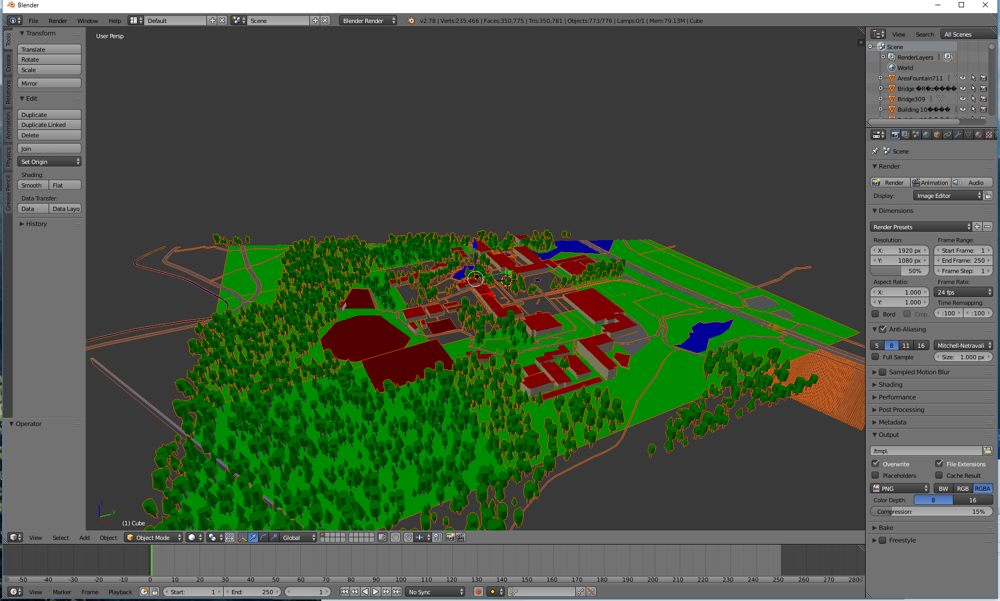 Blender
File Render Window Help Default Scene Blender Render v2.78 | Verts:235,466 | Faces:350,775 | Tris:350,781 | Objects:773/776 | Lamps:0/1 | Mem:79.13M | Cube
Tools
Create
Relations
Animation
Physics
Grease Pencil
Transform
Translate
Rotate
Scale
Mirror
Edit
Duplicate
Duplicate Linked
Delete
Join
Set Origin
Shading:
Smooth Flat
Data Transfer:
Data Data Layo
History
Operator
User Persp
z
y
x
(1) Cube
View Search All Scenes
Scene
RenderLayers |
World
AreaFountain711 |
Bridge �R�z����
Bridge309 |
Building 10���� |
Scene
Render
Render Animation Audio
Display: Image Editor
Dimensions
Render Presets
Resolution: Frame Range:
X: 1920 px Start Frame: 1
Y: 1080 px End Frame: 250
50% Frame Step: 1
Aspect Ratio: Frame Rate:
X: 1.000 24 fps
Y: 1.000 Time Remapping:
Bord Crop :100 :100
Anti-Aliasing
5 8 11 16 Mitchell-Netravali
Full Sample Size: 1.000 px
Sampled Motion Blur
Shading
Performance
Post Processing
Metadata
Output
/tmp\
Overwrite File Extensions
Placeholders Cache Result
PNG BW RGB RGBA
Color Depth: 8 16
Compression: 15%
Bake
Freestyle
View Select Add Object Object Mode Global
-50 -40 -30 -20 -10 0 10 20 30 40 50 60 70 80 90 100 110 120 130 140 150 160 170 180 190 200 210 220 230 240 250 260 270 280
View Marker Frame Playback Start: 1 End: 250 1 No Sync